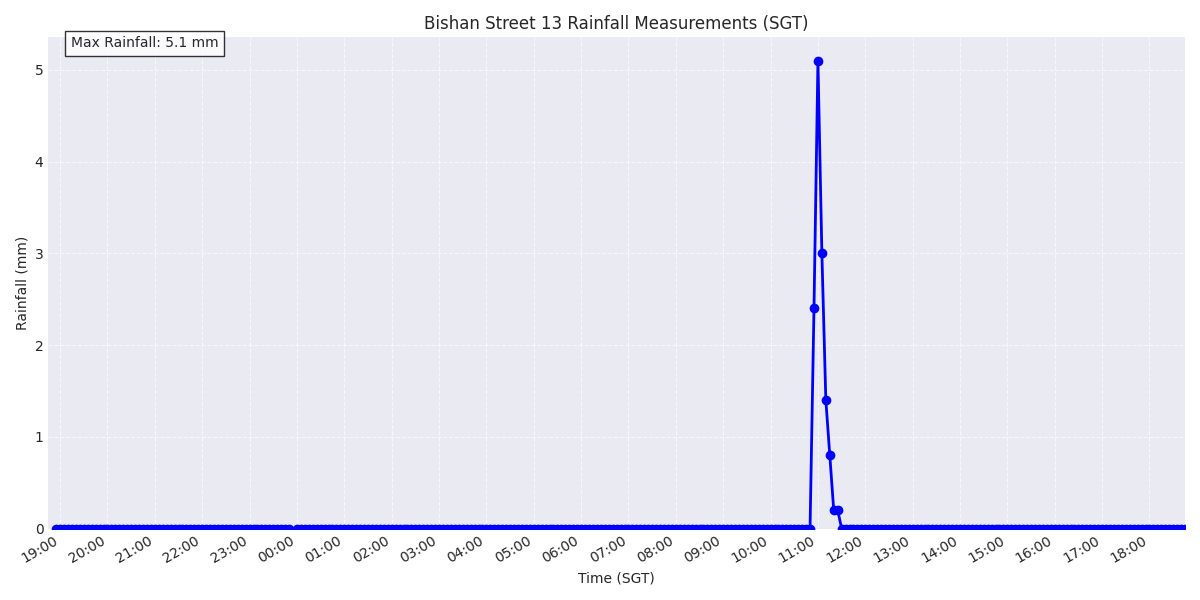 Bishan Street 13 Rainfall Measurements (SGT)
Max Rainfall: 5.1 mm
5
4
3
2
1
0
Rainfall (mm)
19:00 20:00 21:00 22:00 23:00 00:00 01:00 02:00 03:00 04:00 05:00 06:00 07:00 08:00 09:00 10:00 11:00 12:00 13:00 14:00 15:00 16:00 17:00 18:00
Time (SGT)